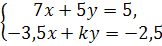 7x + 5y = 5,
−3,5x + ky = −2,5